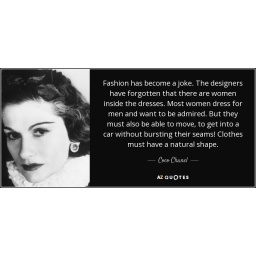 Fashion has become a joke. The designers
have forgotten that there are women
inside the dresses. Most women dress for
men and want to be admired. But they
must also be able to move, to get into a
car without bursting their seams! Clothes
must have a natural shape.
Coco Chanel
AZ QUOTES